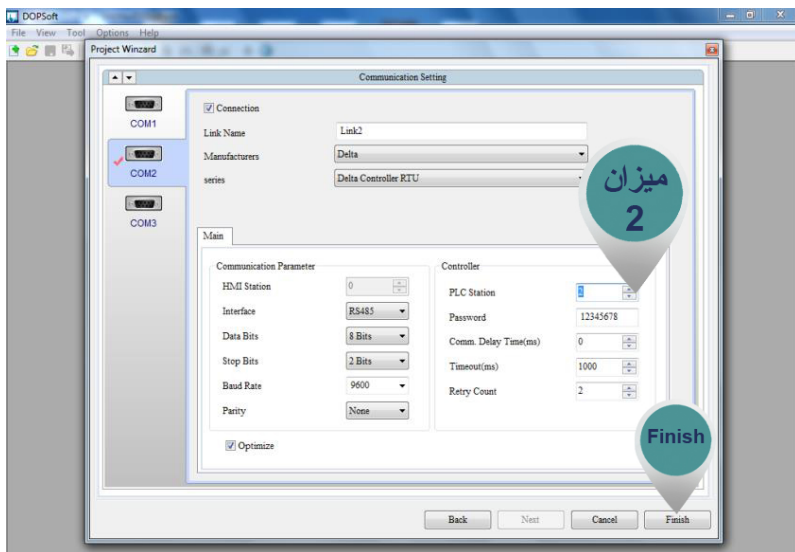 DOPSoft
File View Tool Options Help
Project Winzard
Communication Setting
COM1
COM2
COM3
Connection
Link Name Link2
Manufacturers Delta
series Delta Controller RTU
ميزان
2
Main
Communication Parameter
HMI Station 0
Interface RS485
Data Bits 8 Bits
Stop Bits 2 Bits
Baud Rate 9600
Parity None
Optimize
Controller
PLC Station 2
Password 12345678
Comm. Delay Time(ms) 0
Timeout(ms) 1000
Retry Count 2
Finish
Back Next Cancel Finish